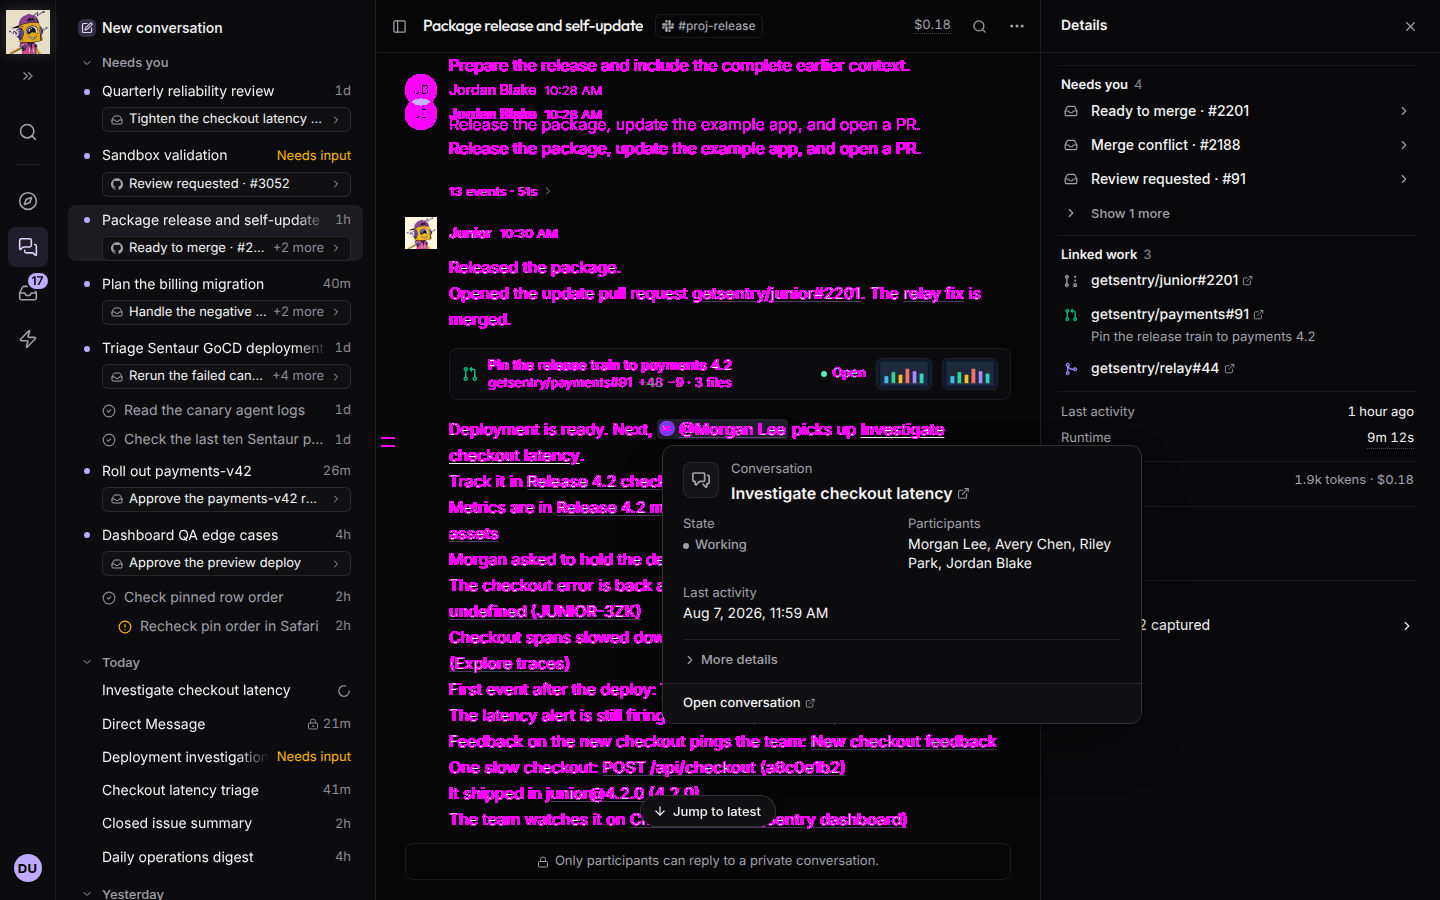 New conversation
Needs you
Quarterly reliability review 1d
Tighten the checkout latency ...
Sandbox validation Needs input
Review requested · #3052
Package release and self-update 1h
Ready to merge · #2... +2 more
Plan the billing migration 40m
Handle the negative ... +2 more
Triage Sentaur GoCD deployment 1d
Rerun the failed can... +4 more
Read the canary agent logs 1d
Check the last ten Sentaur p... 1d
Roll out payments-v42 26m
Approve the payments-v42 r...
Dashboard QA edge cases 4h
Approve the preview deploy
Check pinned row order 2h
Recheck pin order in Safari 2h
Today
Investigate checkout latency
Direct Message 21m
Deployment investigation Needs input
Checkout latency triage 41m
Closed issue summary 2h
Daily operations digest 4h
Yesterday
17
DU
Package release and self-update #proj-release $0.18
Prepare the release and include the complete earlier context.
Jordan Blake 10:28 AM
Jordan Blake 10:28 AM
Release the package, update the example app, and open a PR.
Release the package, update the example app, and open a PR.
13 events · 51s
Junior 10:30 AM
Released the package.
Opened the update pull request getsentry/junior#2201. The relay fix is
merged.
Pin the release train to payments 4.2
getsentry/payments#91 +48 −9 · 3 files
Open
Deployment is ready. Next, @Morgan Lee picks up Investigate
checkout latency.
Track it in Release 4.2
Metrics are in Release 4.2
assets
Morgan asked to hold the
The checkout error is back
undefined (JUNIOR-3ZK)
Checkout spans slowed
(Explore traces)
First event after the deploy:
The latency alert is still firing
Feedback on the new checkout pings the team: New checkout feedback
One slow checkout: POST /api/checkout (a8c0e1b2)
It shipped in junior@4.2.0 (4.2.0)
The team watches it on sentry dashboard)
Jump to latest
Only participants can reply to a private conversation.
Conversation
Investigate checkout latency
State
Working
Participants
Morgan Lee, Avery Chen, Riley
Park, Jordan Blake
Last activity
Aug 7, 2026, 11:59 AM
More details
Open conversation
Details
Needs you 4
Ready to merge · #2201
Merge conflict · #2188
Review requested · #91
Show 1 more
Linked work 3
getsentry/junior#2201
getsentry/payments#91
Pin the release train to payments 4.2
getsentry/relay#44
Last activity 1 hour ago
Runtime 9m 12s
1.9k tokens · $0.18
2 captured